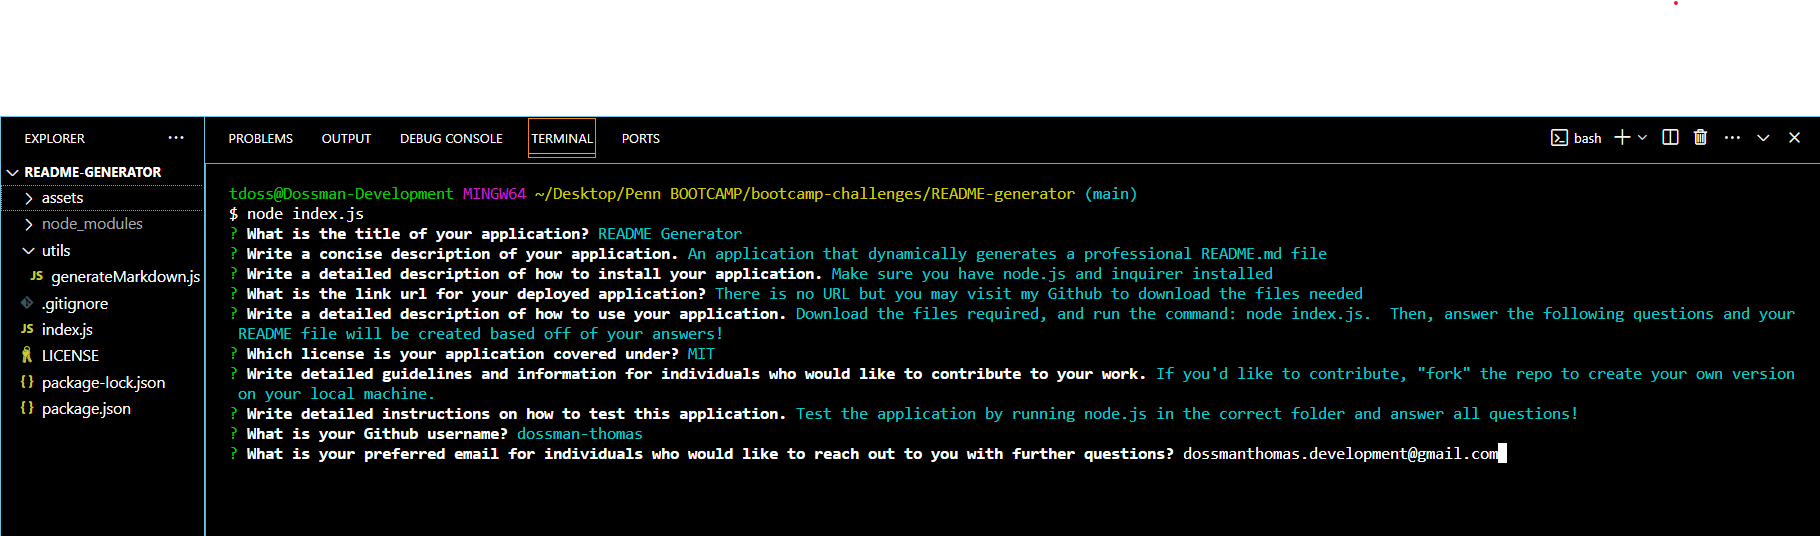 EXPLORER ···
README-GENERATOR
assets
node_modules
utils
JS generateMarkdown.js
.gitignore
JS index.js
LICENSE
{} package-lock.json
{} package.json
PROBLEMS OUTPUT DEBUG CONSOLE TERMINAL PORTS bash
tdoss@Dossman-Development MINGW64 ~/Desktop/Penn BOOTCAMP/bootcamp-challenges/README-generator (main)
$ node index.js
? What is the title of your application? README Generator
? Write a concise description of your application. An application that dynamically generates a professional README.md file
? Write a detailed description of how to install your application. Make sure you have node.js and inquirer installed
? What is the link url for your deployed application? There is no URL but you may visit my Github to download the files needed
? Write a detailed description of how to use your application. Download the files required, and run the command: node index.js.  Then, answer the following questions and your
README file will be created based off of your answers!
? Which license is your application covered under? MIT
? Write detailed guidelines and information for individuals who would like to contribute to your work. If you'd like to contribute, "fork" the repo to create your own version
on your local machine.
? Write detailed instructions on how to test this application. Test the application by running node.js in the correct folder and answer all questions!
? What is your Github username? dossman-thomas
? What is your preferred email for individuals who would like to reach out to you with further questions? dossmanthomas.development@gmail.com